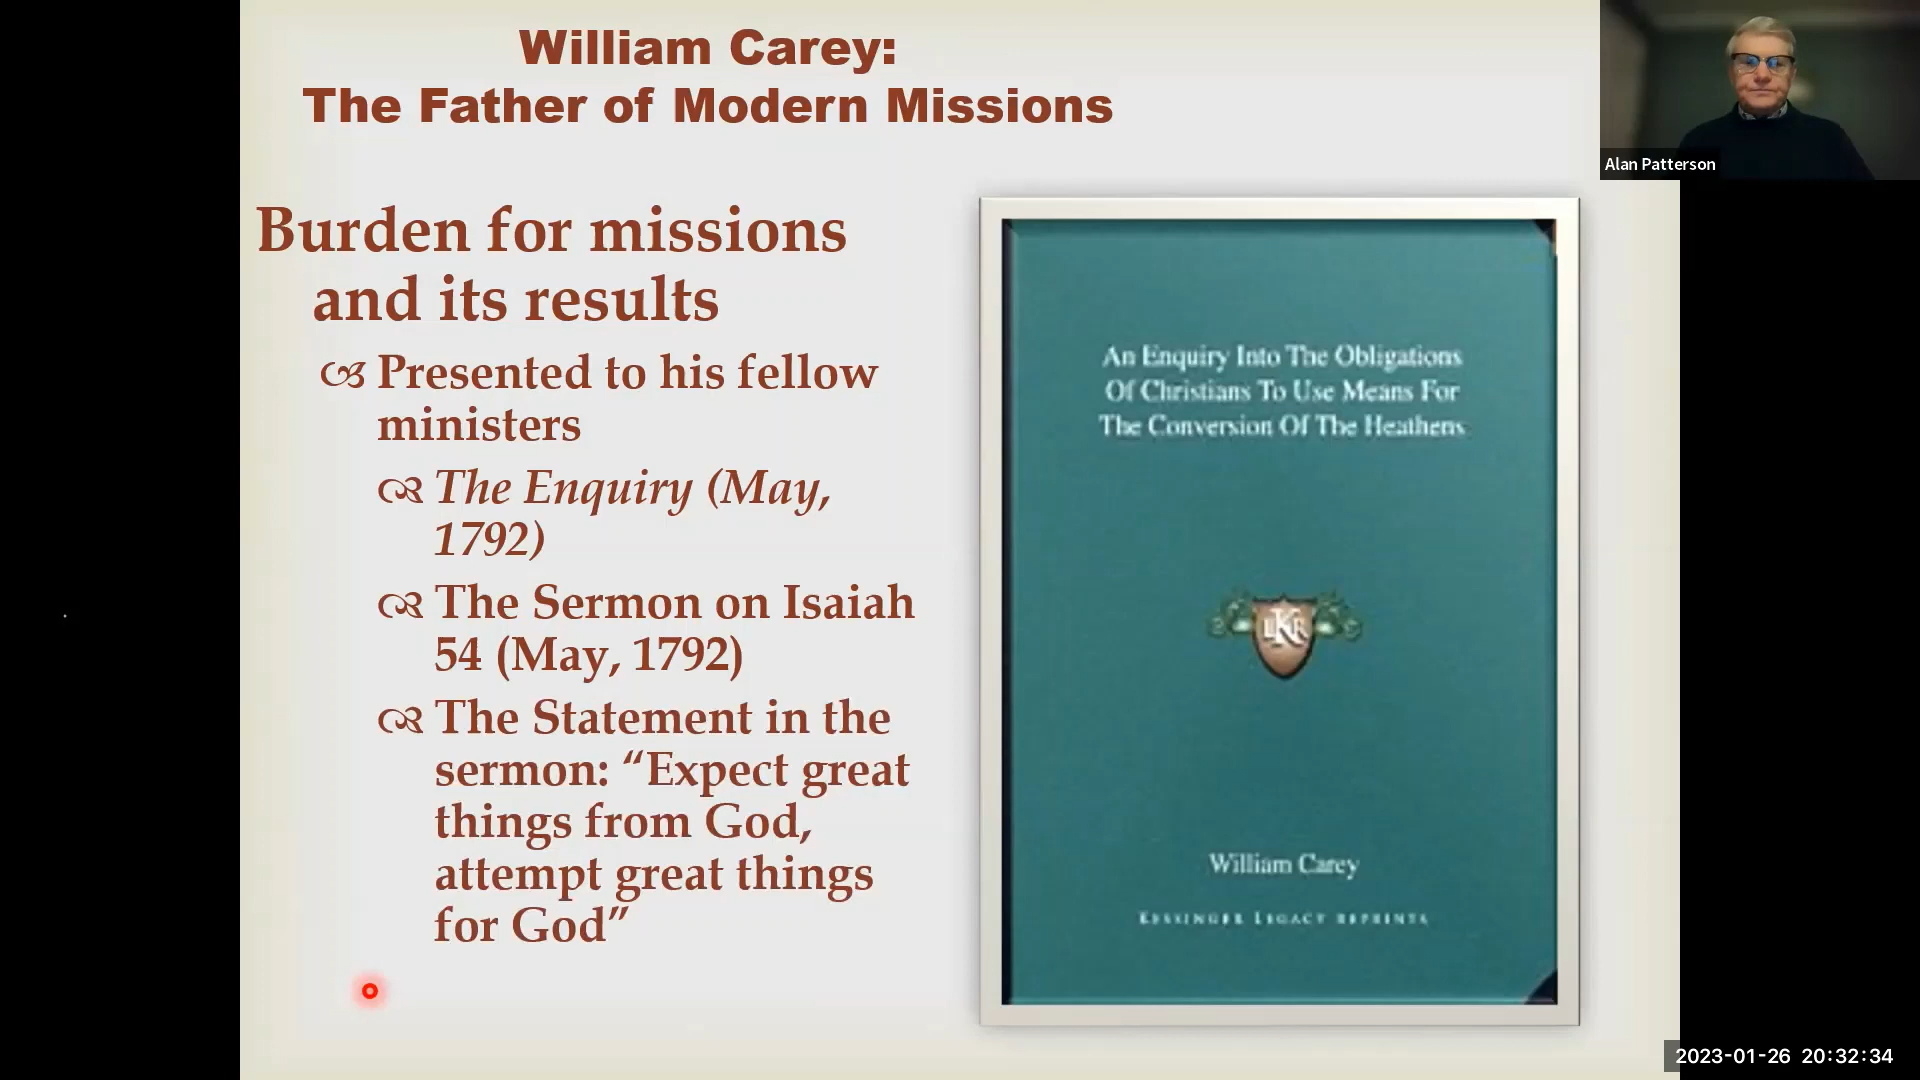 William Carey:
The Father of Modern Missions
Alan Patterson
Burden for missions
and its results
Presented to his fellow
ministers
The Enquiry (May,
1792)
The Sermon on Isaiah
54 (May, 1792)
The Statement in the
sermon: “Expect great
things from God,
attempt great things
for God”
An Enquiry Into The Obligations
Of Christians To Use Means For
The Conversion Of The Heathens
LKR
William Carey
KESSINGER LEGACY REPRINTS
2023-01-26 20:32:34